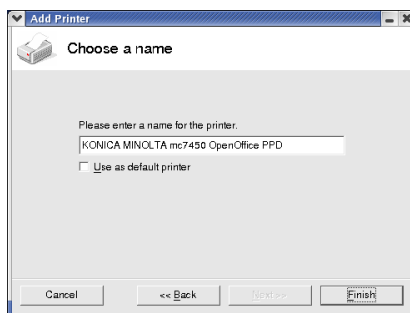 Add Printer
Choose a name
Please enter a name for the printer.
KONICA MINOLTA mc7450 OpenOffice PPD
Use as default printer
Cancel
<< Back
Next >>
Finish